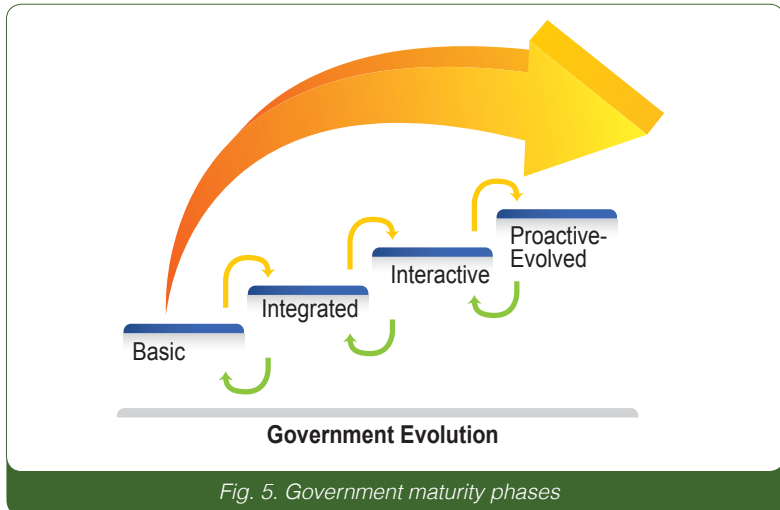 Proactive-
Evolved
Interactive
Integrated
Basic
Government Evolution
Fig. 5. Government maturity phases